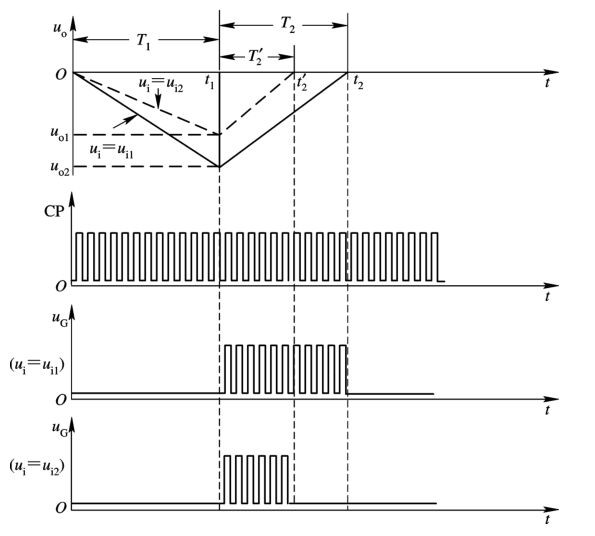 u_o
T_1
T_2
T_2′
O t_1 t_2′ t_2 t
u_i=u_i2
u_o1
u_i=u_i1
u_o2
CP
O t
u_G
(u_i=u_i1)
O t
u_G
(u_i=u_i2)
O t